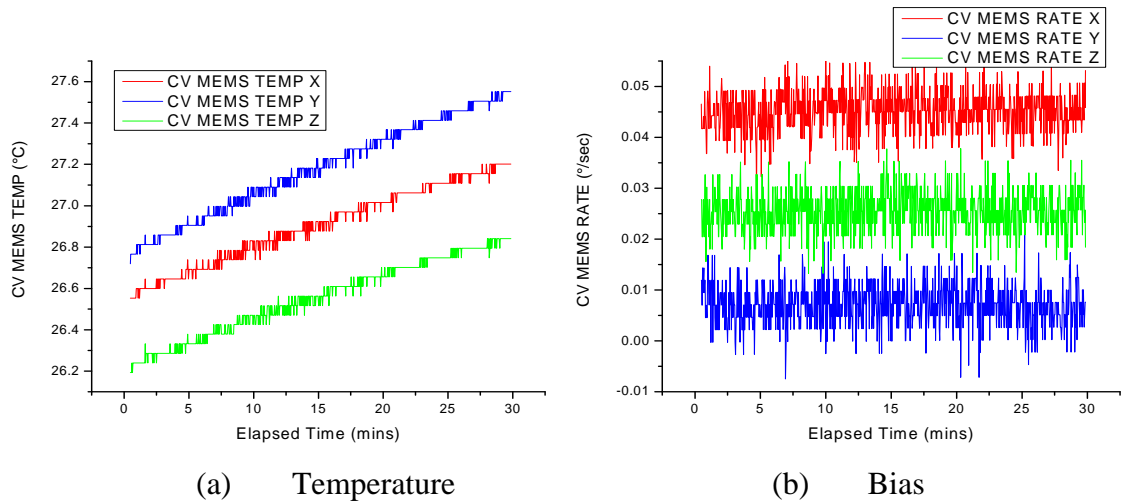 CV MEMS TEMP X
CV MEMS TEMP Y
CV MEMS TEMP Z
27.6
27.4
27.2
27.0
26.8
26.6
26.4
26.2
CV MEMS TEMP (°C)
0 5 10 15 20 25 30
Elapsed Time (mins)
(a) Temperature
CV MEMS RATE X
CV MEMS RATE Y
CV MEMS RATE Z
0.05
0.04
0.03
0.02
0.01
0.00
-0.01
CV MEMS RATE (°/sec)
0 5 10 15 20 25 30
Elapsed Time (mins)
(b) Bias